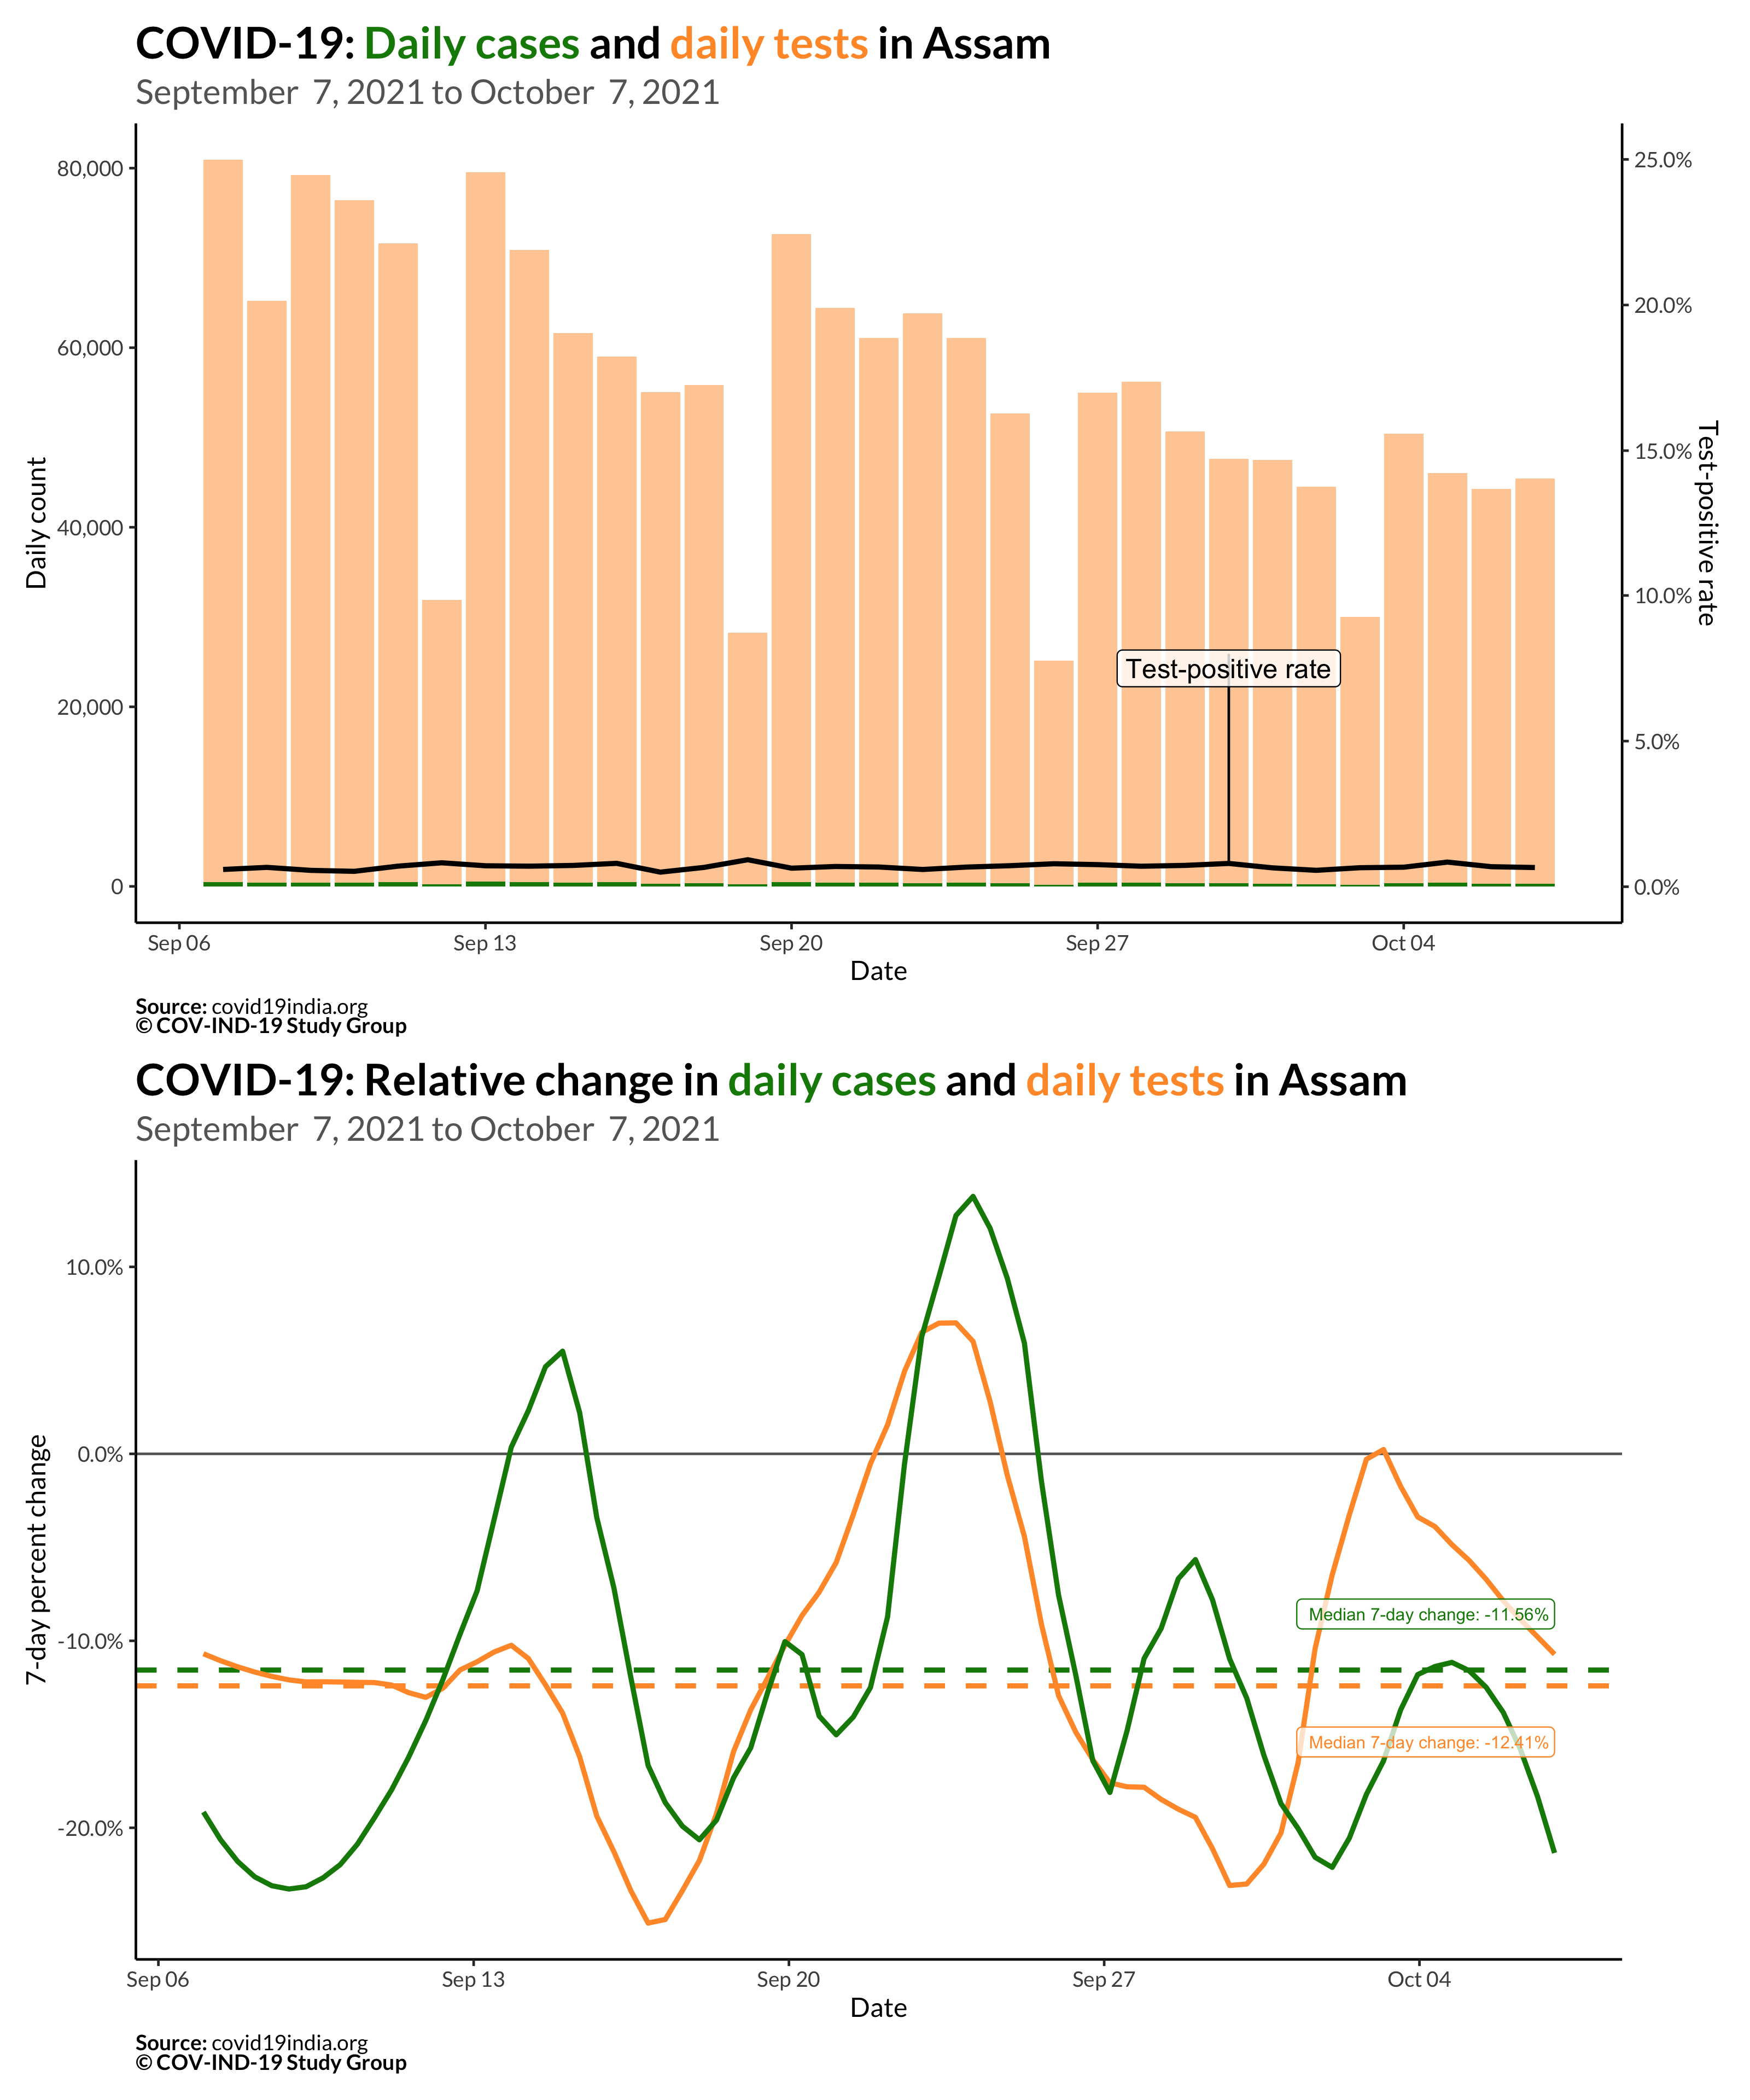 COVID-19: Daily cases and daily tests in Assam
September 7, 2021 to October 7, 2021
80,000
60,000
40,000
20,000
0
Daily count
25.0%
20.0%
15.0%
10.0%
5.0%
0.0%
Test-positive rate
Test-positive rate
Sep 06
Sep 13
Sep 20
Sep 27
Oct 04
Date
Source: covid19india.org
© COV-IND-19 Study Group
COVID-19: Relative change in daily cases and daily tests in Assam
September 7, 2021 to October 7, 2021
10.0%
0.0%
-10.0%
-20.0%
7-day percent change
Median 7-day change: -11.56%
Median 7-day change: -12.41%
Sep 06
Sep 13
Sep 20
Sep 27
Oct 04
Date
Source: covid19india.org
© COV-IND-19 Study Group